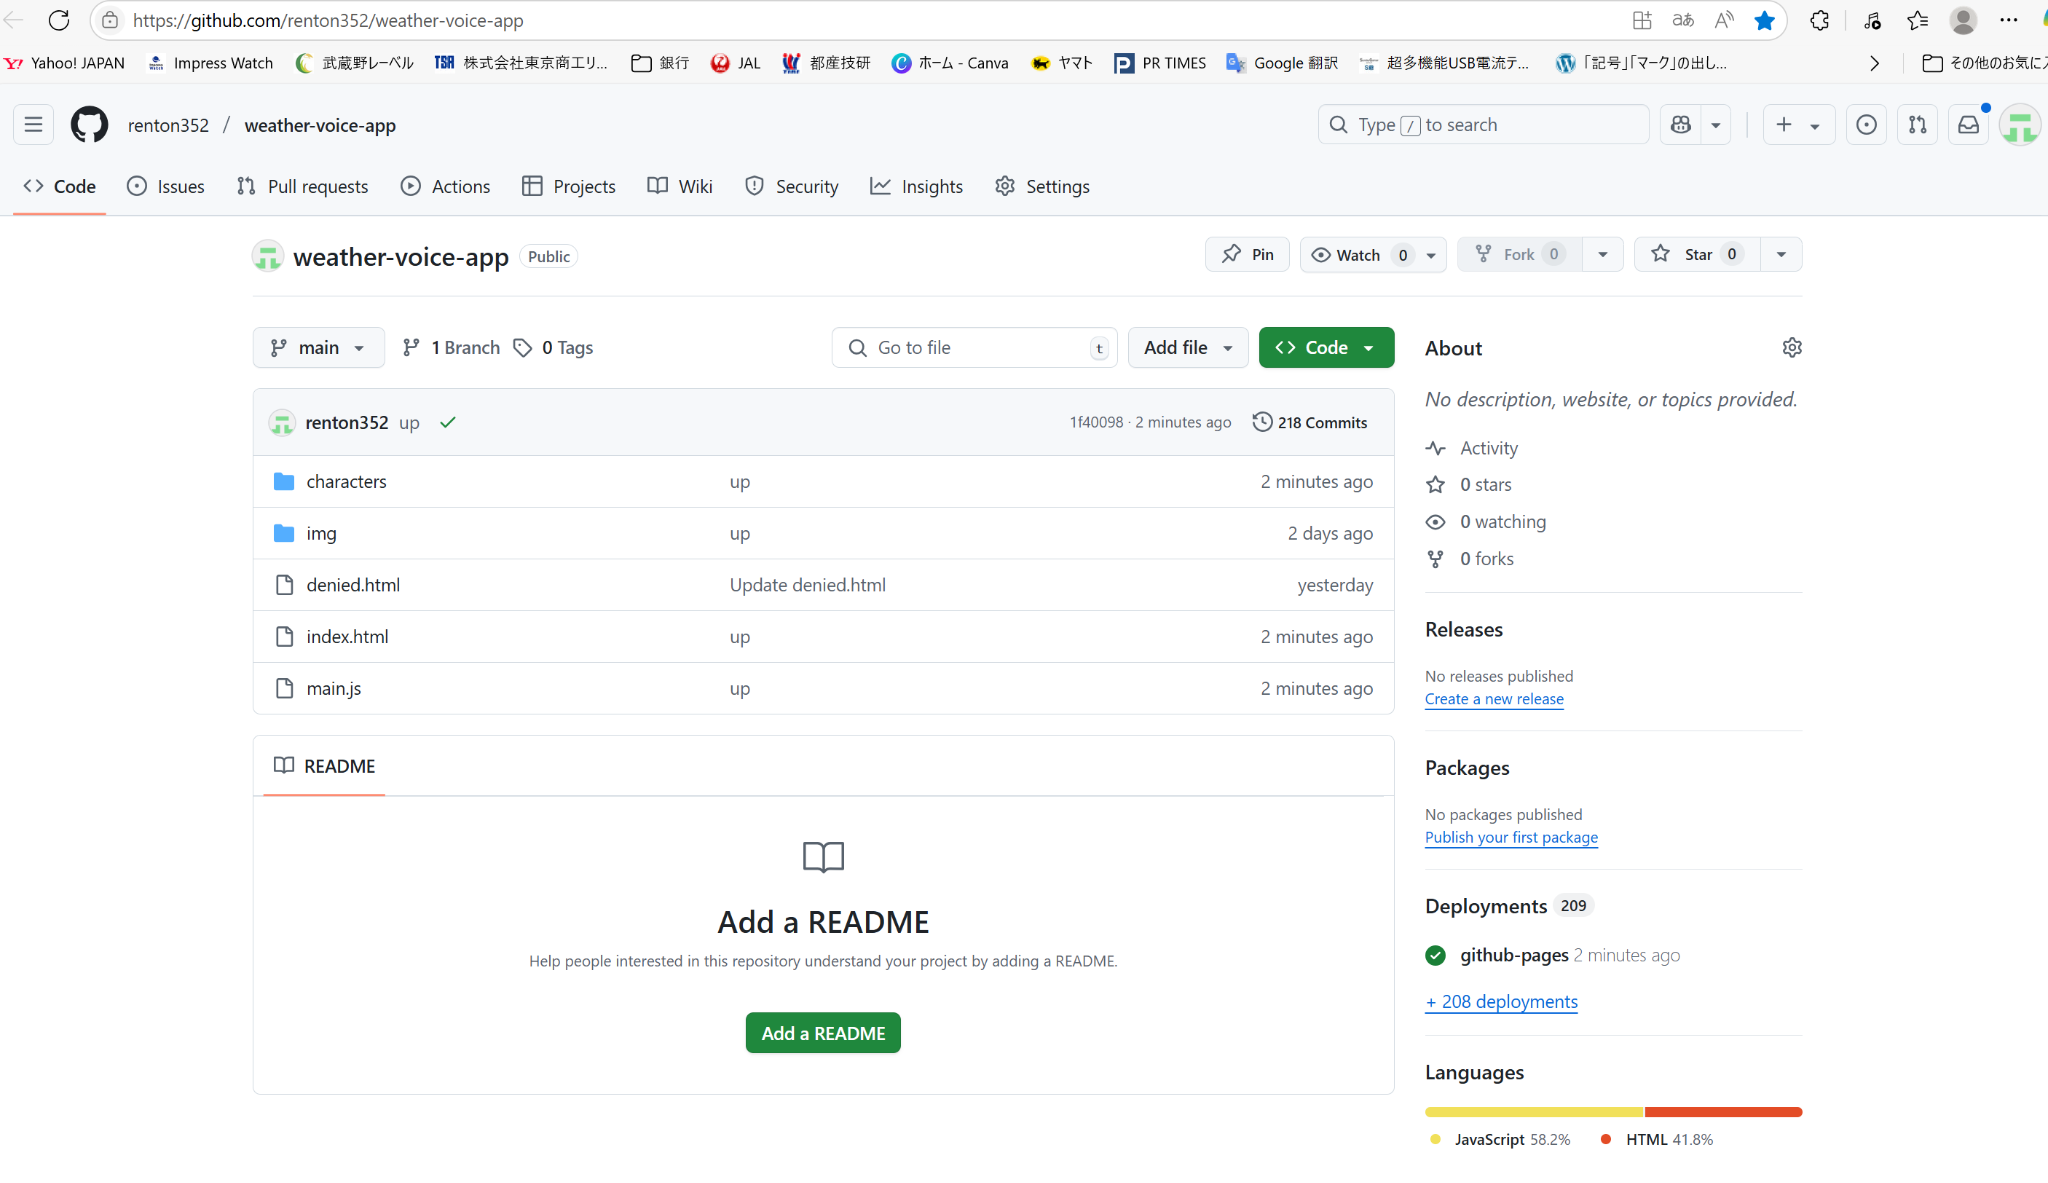 https://github.com/renton352/weather-voice-app
Yahoo! JAPAN Impress Watch 武蔵野レーベル TSR 株式会社東京商工リ... 銀行 JAL 都産技研 ホーム - Canva ヤマト PR TIMES Google 翻訳 超多機能USB電流テ... 「記号」「マーク」の出し... その他のお気に
renton352 / weather-voice-app Type / to search
Code Issues Pull requests Actions Projects Wiki Security Insights Settings
weather-voice-app Public Pin Watch 0 Fork 0 Star 0
main 1 Branch 0 Tags Go to file t Add file Code
renton352 up 1f40098 · 2 minutes ago 218 Commits
characters up 2 minutes ago
img up 2 days ago
denied.html Update denied.html yesterday
index.html up 2 minutes ago
main.js up 2 minutes ago
README
Add a README
Help people interested in this repository understand your project by adding a README.
Add a README
About
No description, website, or topics provided.
Activity
0 stars
0 watching
0 forks
Releases
No releases published
Create a new release
Packages
No packages published
Publish your first package
Deployments 209
github-pages 2 minutes ago
+ 208 deployments
Languages
JavaScript 58.2% HTML 41.8%